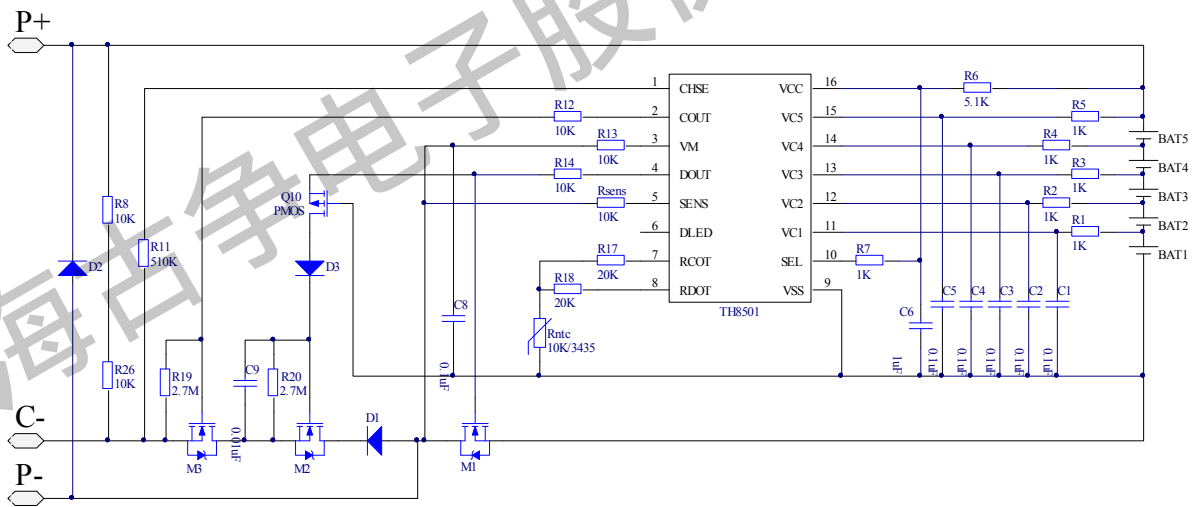 P+
1 CHSE VCC 16
2 COUT VC5 15
3 VM VC4 14
4 DOUT VC3 13
5 SENS VC2 12
6 DLED VC1 11
7 RCOT SEL 10
8 RDOT VSS 9
TH8501
R12
10K
R13
10K
R14
10K
Rsens
10K
R17
20K
R18
20K
Rntc
10K/3435
R6
5.1K
R5
1K
R4
1K
R3
1K
R2
1K
R1
1K
R7
1K
BAT5
BAT4
BAT3
BAT2
BAT1
Q10
PMOS
R8
10K
R11
510K
D2
D3
R26
10K
R19
2.7M
C9
0.01uF
R20
2.7M
C8
0.1uF
C6
1uF
C5
0.1uF
C4
0.1uF
C3
0.1uF
C2
0.1uF
C1
0.1uF
C-
M3
M2
D1
M1
P-
海古争电子股